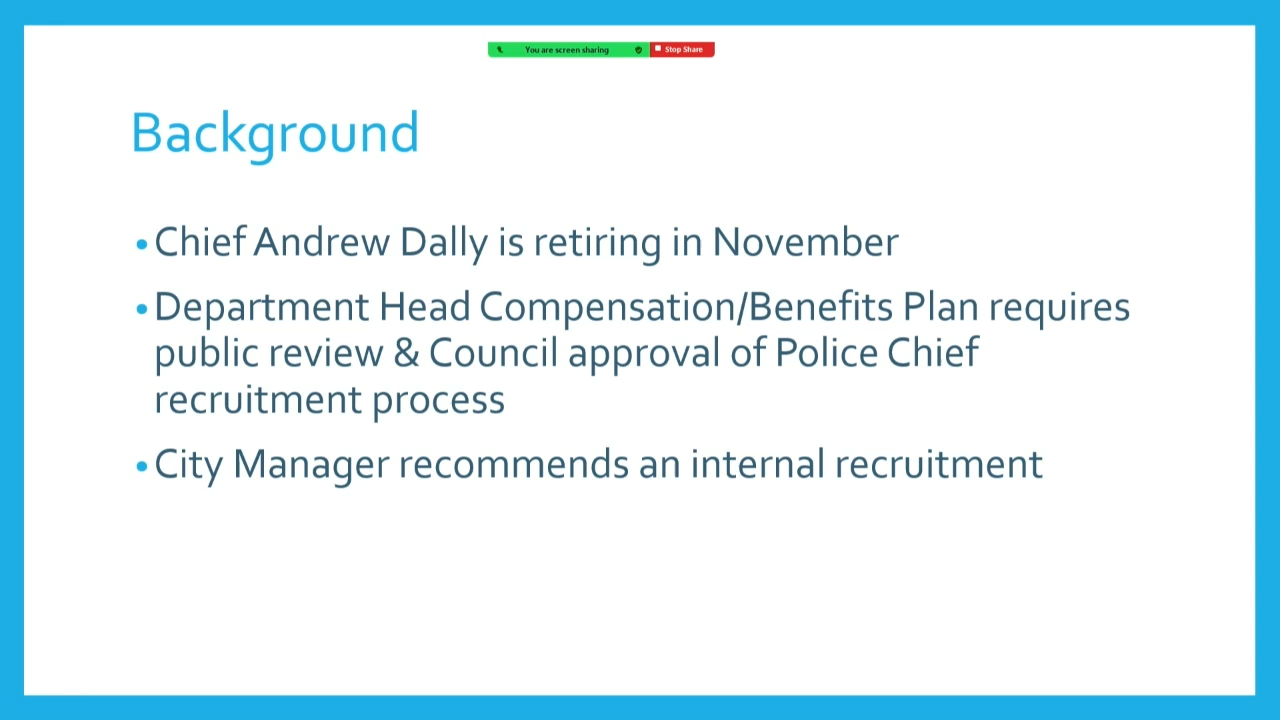 You are screen sharing Stop Share
Background
• Chief Andrew Dally is retiring in November
• Department Head Compensation/Benefits Plan requires
public review & Council approval of Police Chief
recruitment process
• City Manager recommends an internal recruitment